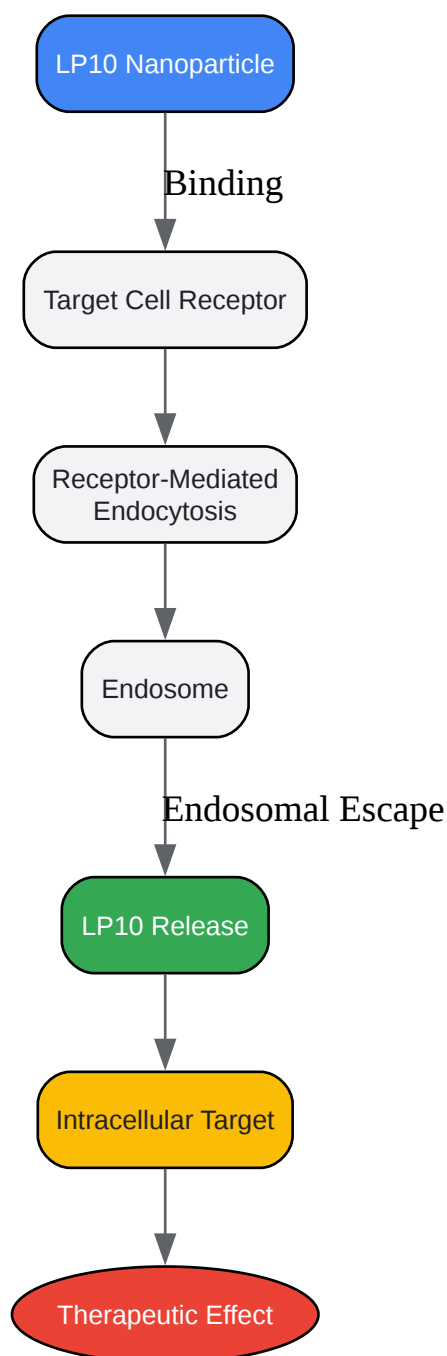 LP10 Nanoparticle
Binding
Target Cell Receptor
Receptor-Mediated
Endocytosis
Endosome
Endosomal Escape
LP10 Release
Intracellular Target
Therapeutic Effect